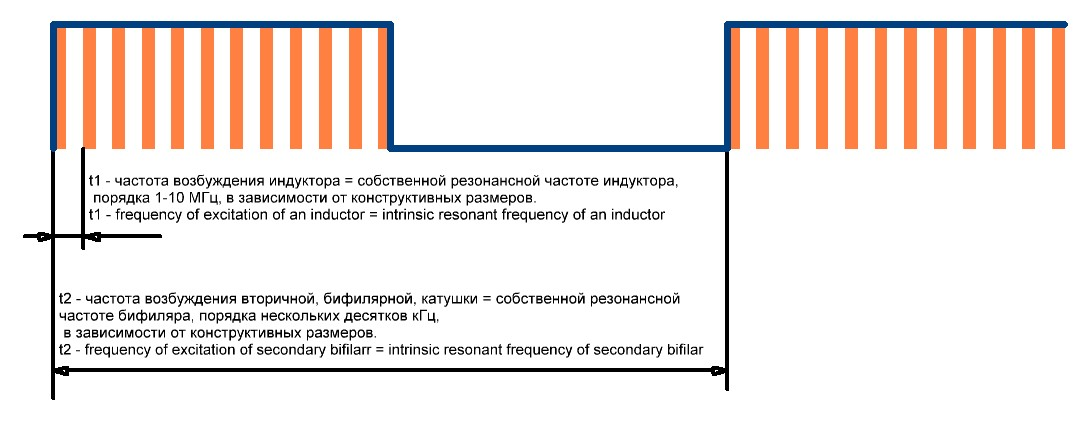 t1 - частота возбуждения индуктора = собственной резонансной частоте индуктора,
порядка 1-10 МГц, в зависимости от конструктивных размеров.
t1 - frequency of excitation of an inductor = intrinsic resonant frequency of an inductor
t2 - частота возбуждения вторичной, бифилярной, катушки = собственной резонансной
частоте бифиляра, порядка нескольких десятков кГц,
в зависимости от конструктивных размеров.
t2 - frequency of excitation of secondary bifilarr = intrinsic resonant frequency of secondary bifilar